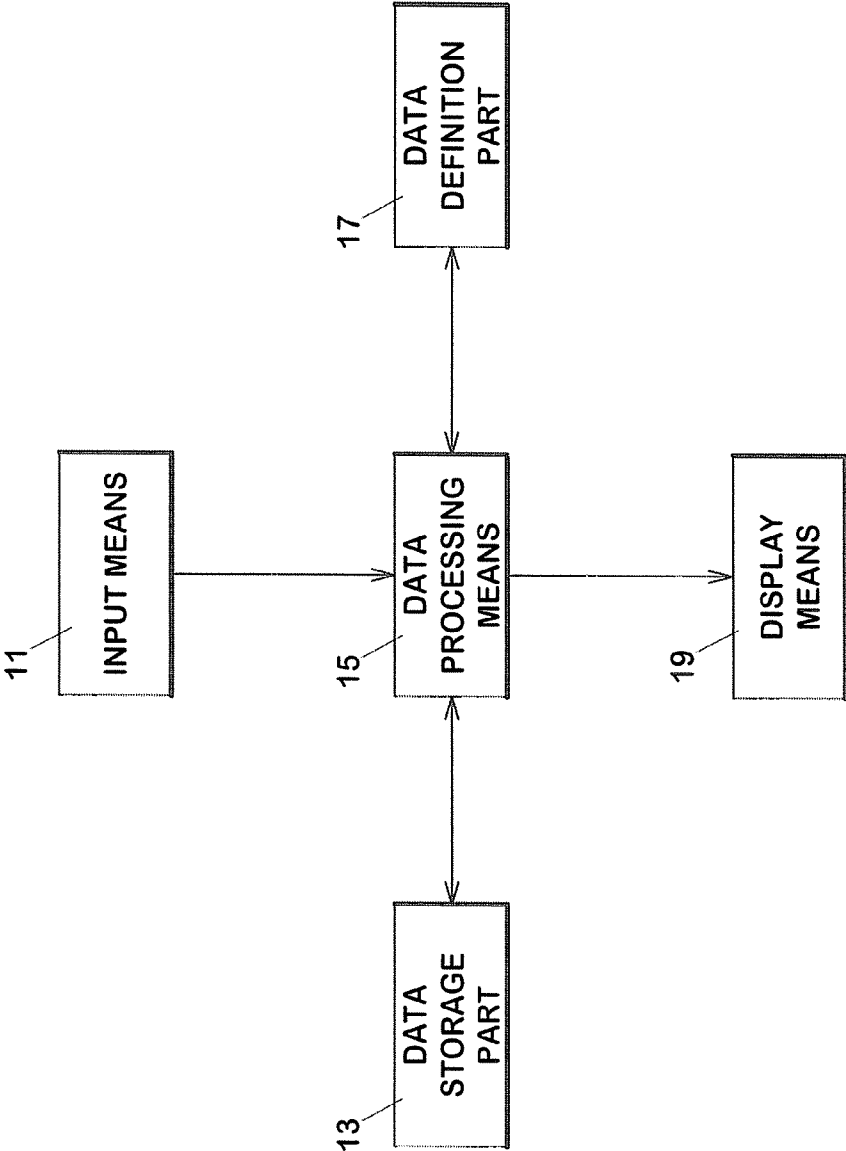 11
INPUT MEANS
13
DATA
STORAGE
PART
15
DATA
PROCESSING
MEANS
17
DATA
DEFINITION
PART
19
DISPLAY
MEANS